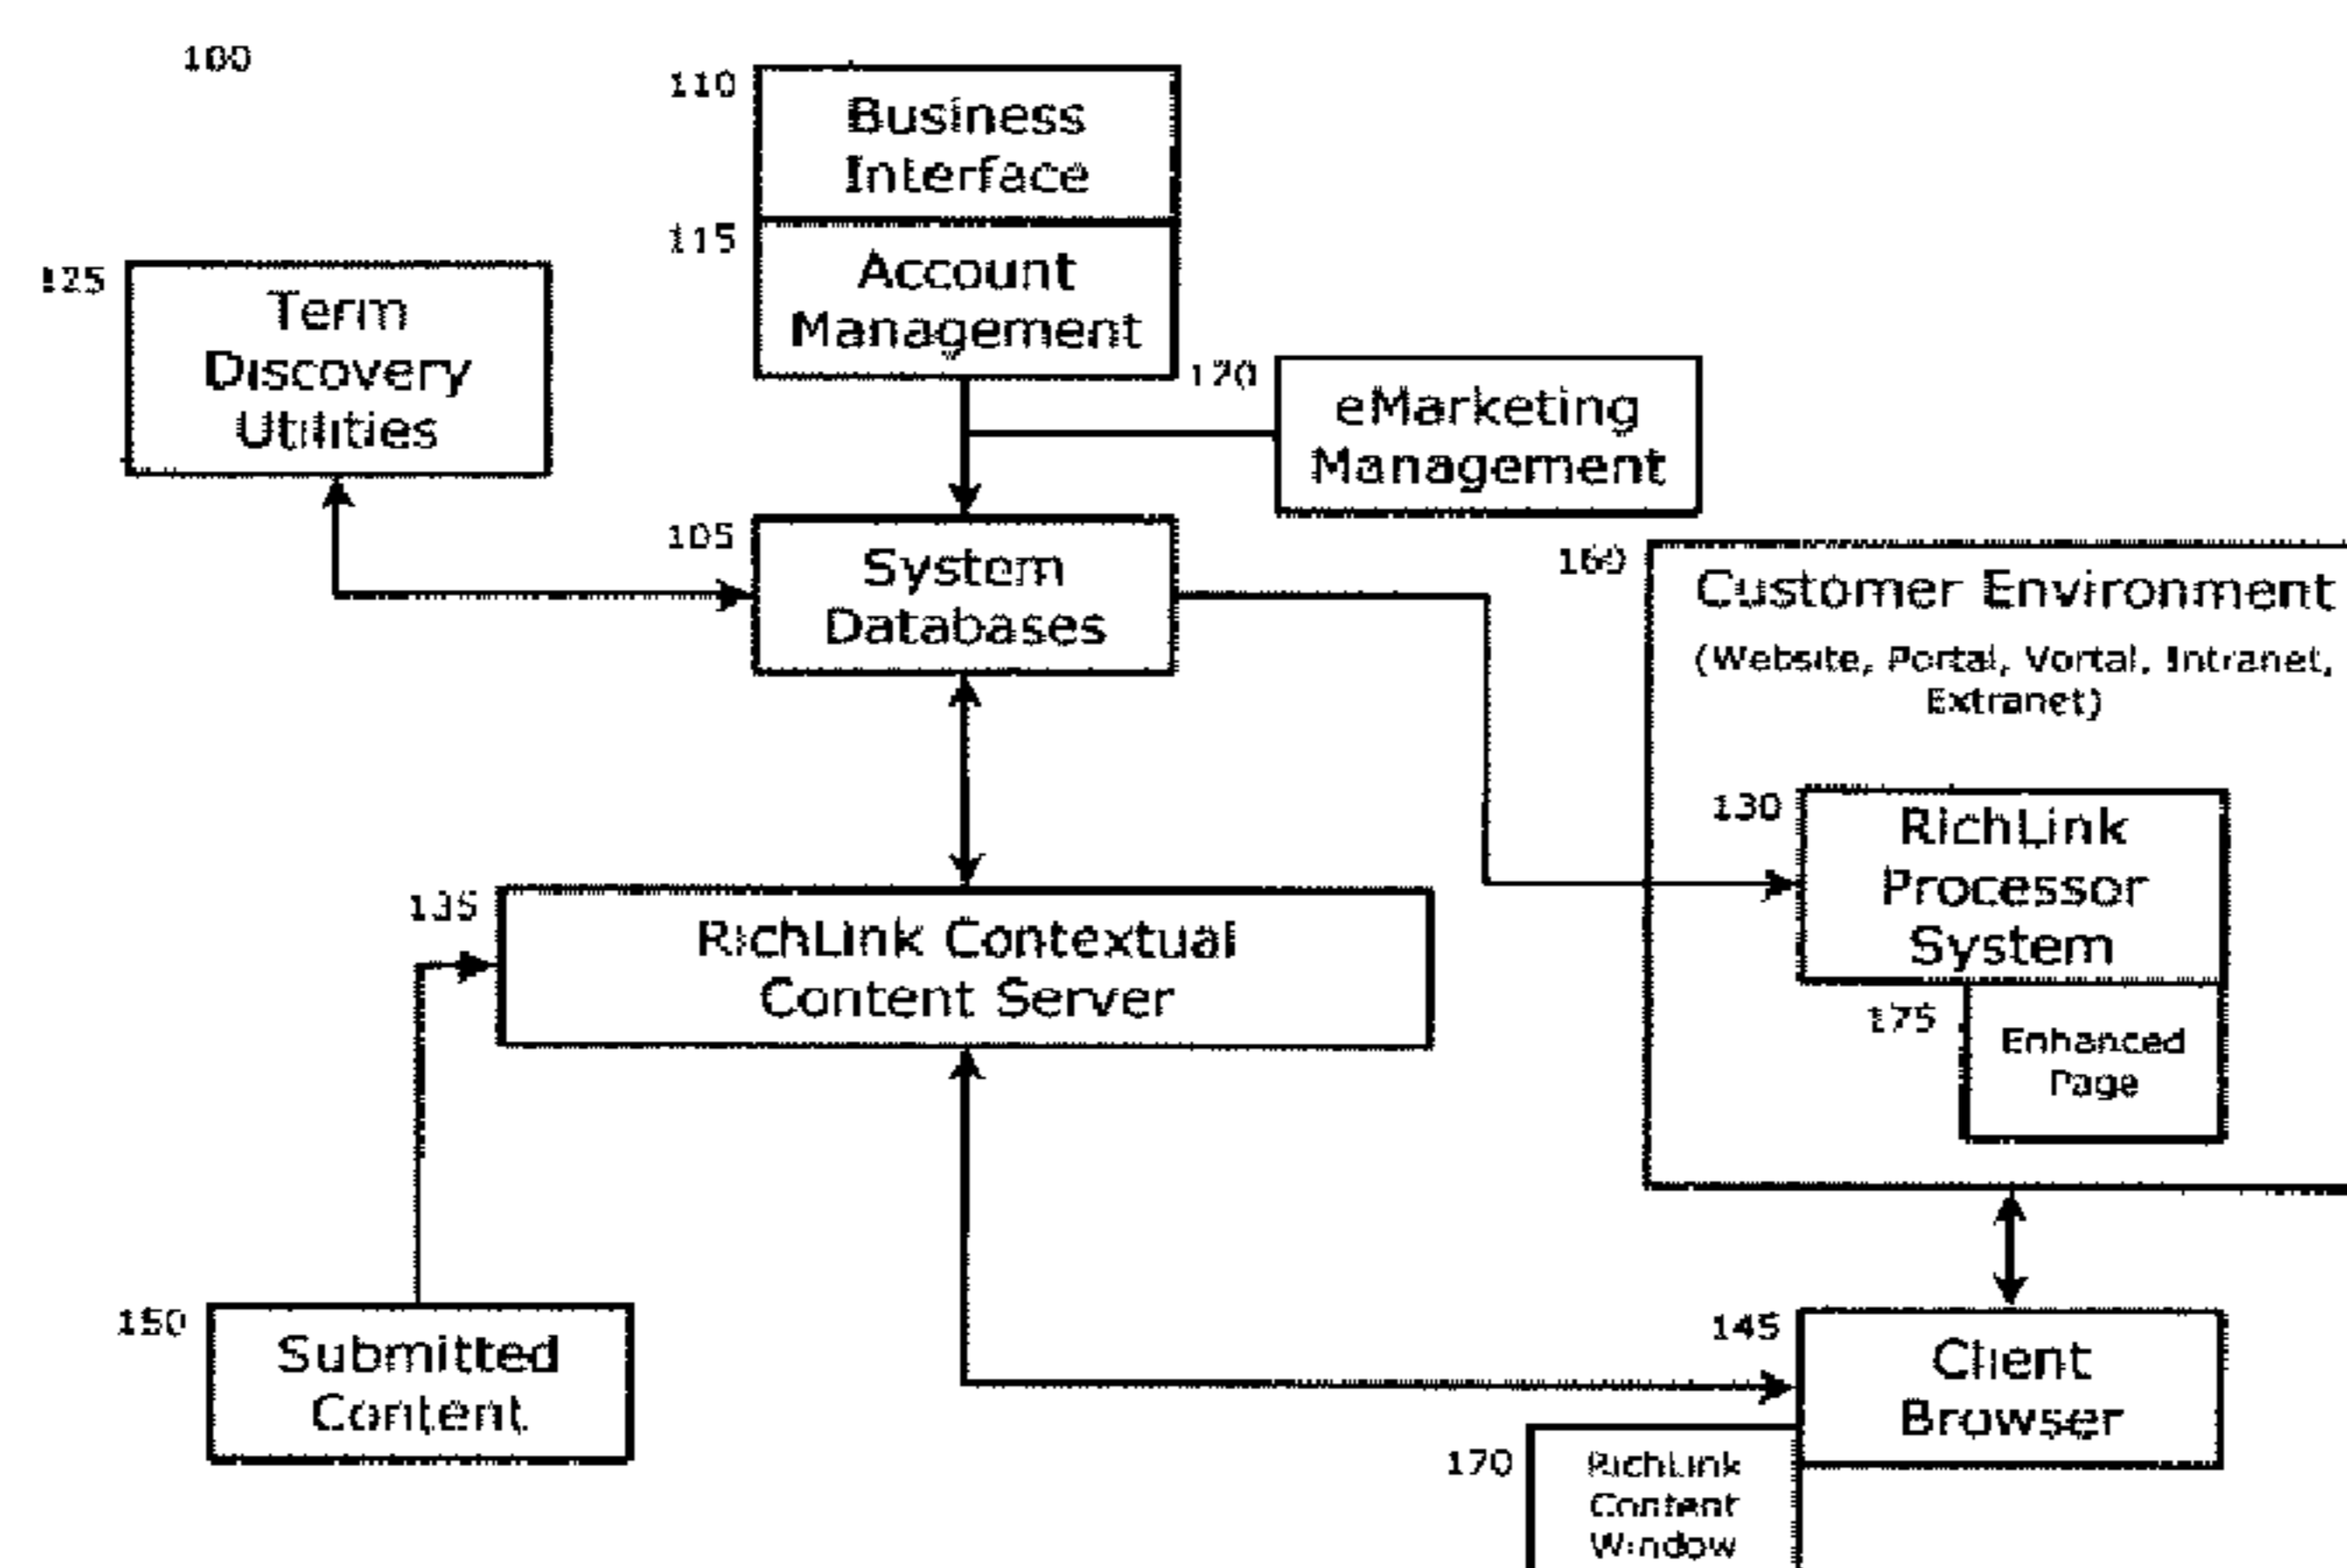 100
110
Business
Interface
115
Account
Management
125
Term
Discovery
Utilities
120
eMarketing
Management
105
System
Databases
160
Customer Environment
(Website, Portal, Vortal, Intranet,
Extranet)
130
RichLink
Processor
System
135
RichLink Contextual
Content Server
175
Enhanced
Page
150
Submitted
Content
145
Client
Browser
170
RichLink
Content
Window